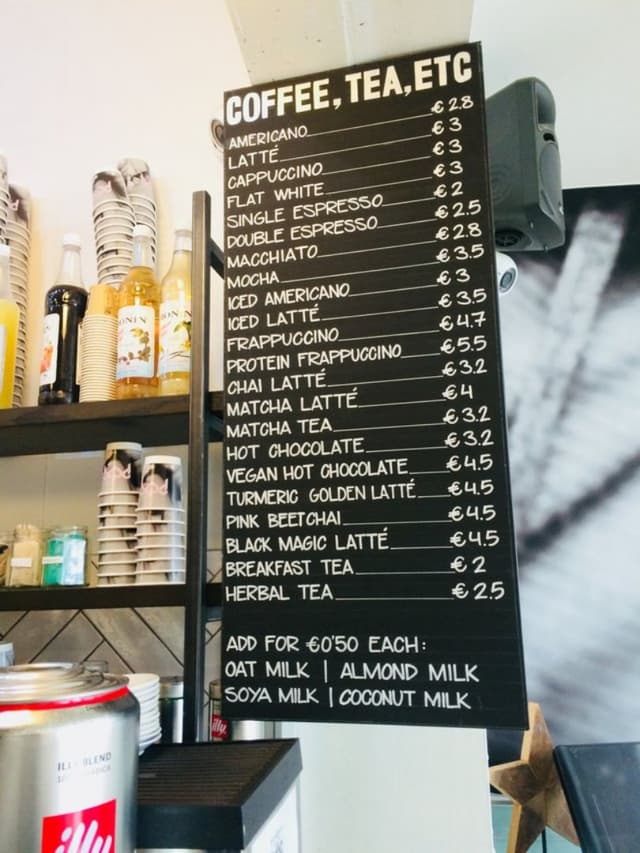 COFFEE, TEA, ETC
AMERICANO €2.8
LATTÉ €3
CAPPUCCINO €3
FLAT WHITE €3
SINGLE ESPRESSO €2
DOUBLE ESPRESSO €2.5
MACCHIATO €2.8
MOCHA €3.5
ICED AMERICANO €3
ICED LATTÉ €3.5
FRAPPUCCINO €4.7
PROTEIN FRAPPUCCINO €5.5
CHAI LATTÉ €3.2
MATCHA LATTÉ €4
MATCHA TEA €3.2
HOT CHOCOLATE €3.2
VEGAN HOT CHOCOLATE €4.5
TURMERIC GOLDEN LATTÉ €4.5
PINK BEETCHAI €4.5
BLACK MAGIC LATTÉ €4.5
BREAKFAST TEA €2
HERBAL TEA €2.5
ADD FOR €0'50 EACH:
OAT MILK | ALMOND MILK
SOYA MILK | COCONUT MILK
MONIN
illy
BLEND
illy